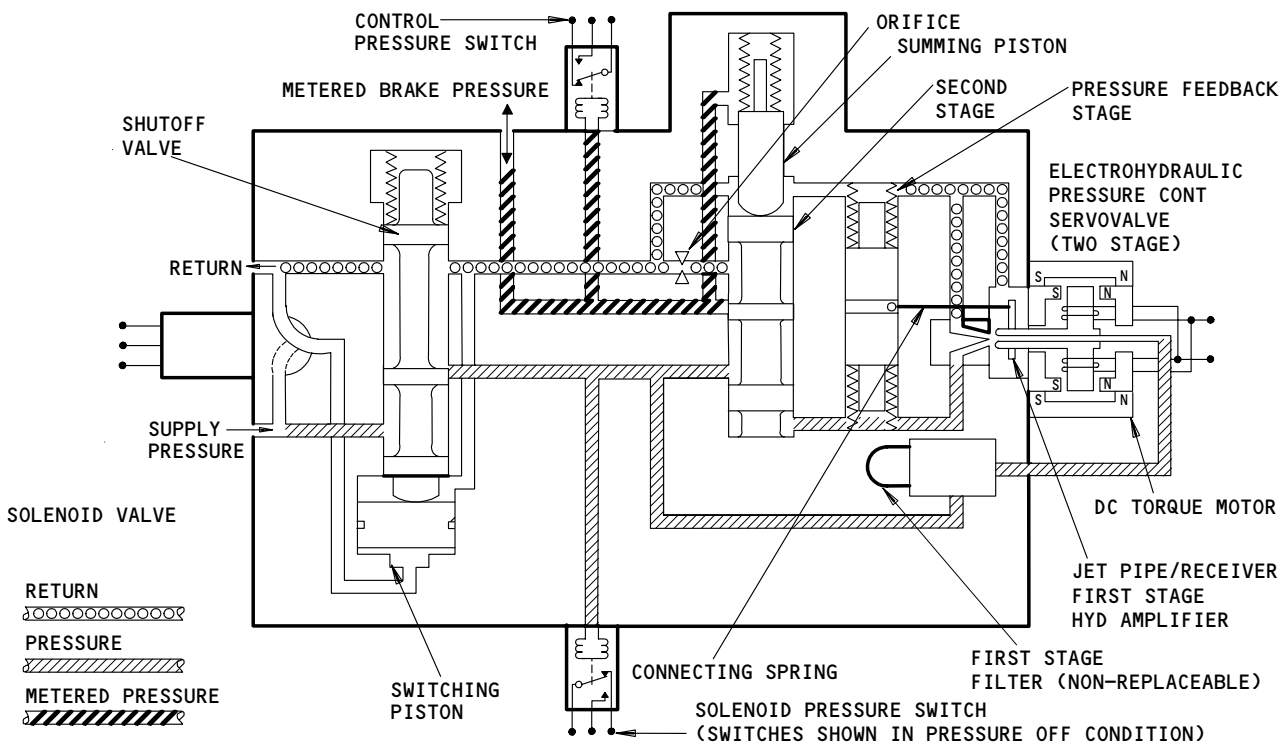 CONTROL
PRESSURE SWITCH
ORIFICE
SUMMING PISTON
METERED BRAKE PRESSURE
SECOND
STAGE
PRESSURE FEEDBACK
STAGE
SHUTOFF
VALVE
ELECTROHYDRAULIC
PRESSURE CONT
SERVOVALVE
(TWO STAGE)
RETURN
S N
S N
S N
S N
SUPPLY
PRESSURE
SOLENOID VALVE
DC TORQUE MOTOR
RETURN
PRESSURE
METERED PRESSURE
JET PIPE/RECEIVER
FIRST STAGE
HYD AMPLIFIER
CONNECTING SPRING
FIRST STAGE
FILTER (NON-REPLACEABLE)
SWITCHING
PISTON
SOLENOID PRESSURE SWITCH
(SWITCHES SHOWN IN PRESSURE OFF CONDITION)